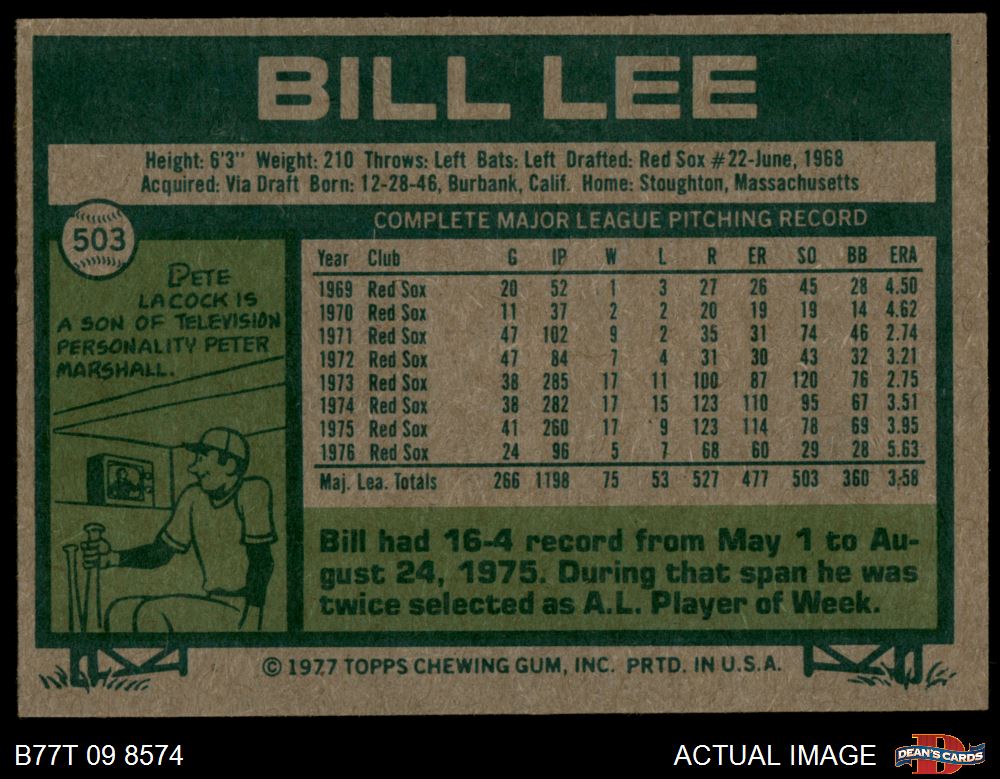 BILL LEE
Height: 6'3" Weight: 210 Throws: Left Bats: Left Drafted: Red Sox #22-June, 1968
Acquired: Via Draft Born: 12-28-46, Burbank, Calif. Home: Stoughton, Massachusetts
503
COMPLETE MAJOR LEAGUE PITCHING RECORD
PETE
LACOCK IS
A SON OF TELEVISION
PERSONALITY PETER
MARSHALL.
Year Club G IP W L R ER SO BB ERA
1969 Red Sox 20 52 1 3 27 26 45 28 4.50
1970 Red Sox 11 37 2 2 20 19 19 14 4.62
1971 Red Sox 47 102 9 2 35 31 74 46 2.74
1972 Red Sox 47 84 7 4 31 30 43 32 3.21
1973 Red Sox 38 285 17 11 100 87 120 76 2.75
1974 Red Sox 38 282 17 15 123 110 95 67 3.51
1975 Red Sox 41 260 17 9 123 114 78 69 3.95
1976 Red Sox 24 96 5 7 68 60 29 28 5.63
Maj. Lea. Totals 266 1198 75 53 527 477 503 360 3.58
Bill had 16-4 record from May 1 to Au-
gust 24, 1975. During that span he was
twice selected as A.L. Player of Week.
© 1977 TOPPS CHEWING GUM, INC. PRTD. IN U.S.A.
B77T 09 8574
ACTUAL IMAGE
DEAN'S CARDS